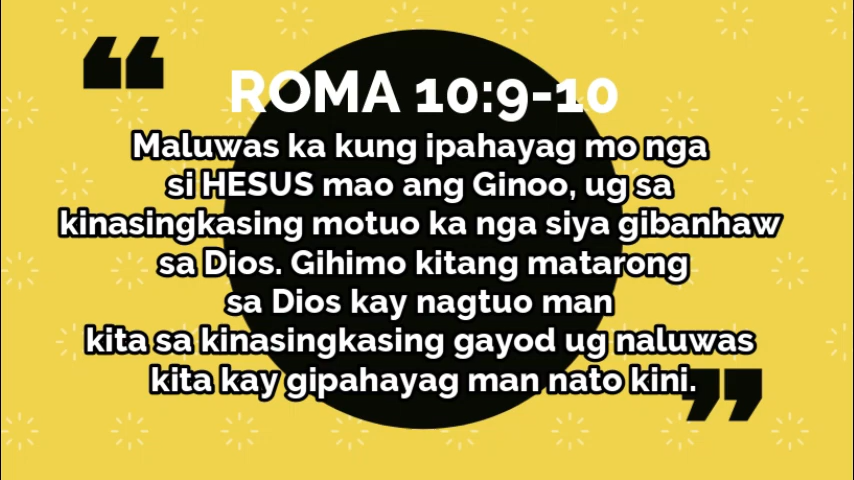 ROMA 10:9-10
Maluwas ka kung ipahayag mo nga
si HESUS mao ang Ginoo, ug sa
kinasingkasing motuo ka nga siya gibanhaw
sa Dios. Gihimo kitang matarong
sa Dios kay nagtuo man
kita sa kinasingkasing gayod ug naluwas
kita kay gipahayag man nato kini.